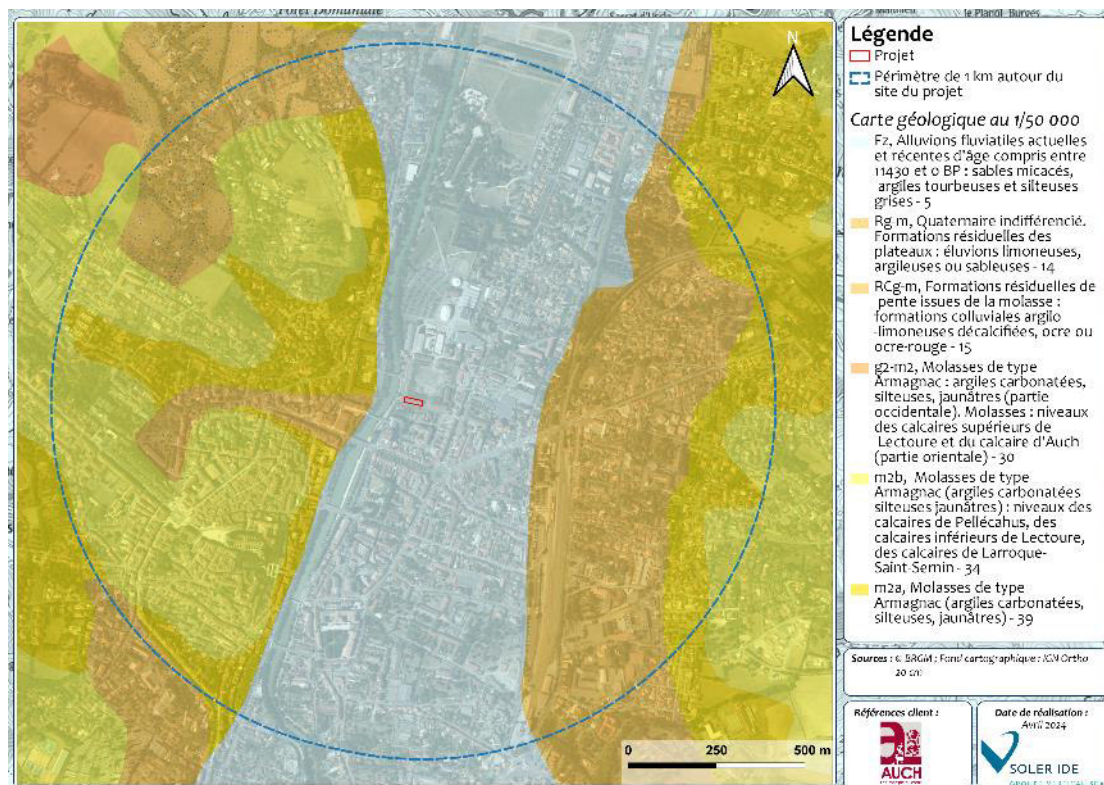 le Planol Burgès
N
Légende
Projet
Périmètre de 1 km autour du
site du projet
Carte géologique au 1/50 000
Fz, Alluvions fluviatiles actuelles
et récentes d'âge compris entre
11430 et 0 BP : sables micacés,
argiles tourbeuses et silteuses
grises - 5
Rg-m, Quaternaire indifférencié.
Formations résiduelles des
plateaux : éluvions limoneuses,
argileuses ou sableuses - 14
RCg-m, Formations résiduelles de
pente issues de la molasse :
formations colluviales argilo
-limoneuses décalcifiées, ocre ou
ocre-rouge - 15
g2-m2, Molasses de type
Armagnac : argiles carbonatées,
silteuses, jaunâtres (partie
occidentale). Molasses : niveaux
des calcaires supérieurs de
Lectoure et du calcaire d'Auch
(partie orientale) - 30
m2b, Molasses de type
Armagnac (argiles carbonatées
silteuses jaunâtres) : niveaux des
calcaires de Pellécahus, des
calcaires inférieurs de Lectoure,
des calcaires de Larroque-
Saint-Sernin - 34
m2a, Molasses de type
Armagnac (argiles carbonatées,
silteuses, jaunâtres) - 39
Sources : © BRGM ; Fond cartographique : IGN Ortho
20 cm
Références client :
AUCH
Date de réalisation :
Avril 2024
SOLER IDE
0 250 500 m